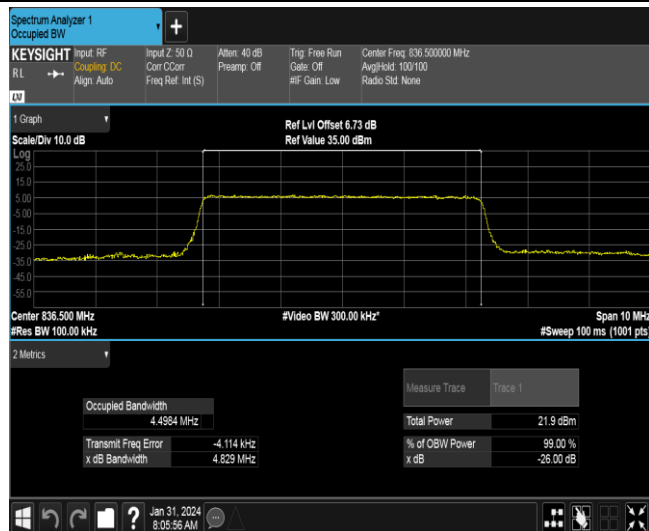 Spectrum Analyzer 1
Occupied BW
+
KEYSIGHT Input: RF Input Z: 50 Ω Atten: 40 dB Trig: Free Run Center Freq: 836.500000 MHz
RL Coupling: DC Corr CCorr Preamp: Off Gate: Off Avg|Hold: 100/100
Align: Auto Freq Ref: Int (S) #IF Gain: Low Radio Std: None
1 Graph
Scale/Div 10.0 dB
Ref Lvl Offset 6.73 dB
Ref Value 35.00 dBm
Log
25.0
15.0
5.00
-5.00
-15.0
-25.0
-35.0
-45.0
-55.0
Center 836.500 MHz #Video BW 300.00 kHz* Span 10 MHz
#Res BW 100.00 kHz #Sweep 100 ms (1001 pts)
2 Metrics
Measure Trace Trace 1
Occupied Bandwidth
4.4984 MHz
Total Power 21.9 dBm
Transmit Freq Error -4.114 kHz % of OBW Power 99.00 %
x dB Bandwidth 4.829 MHz x dB -26.00 dB
?
Jan 31, 2024
8:05:56 AM